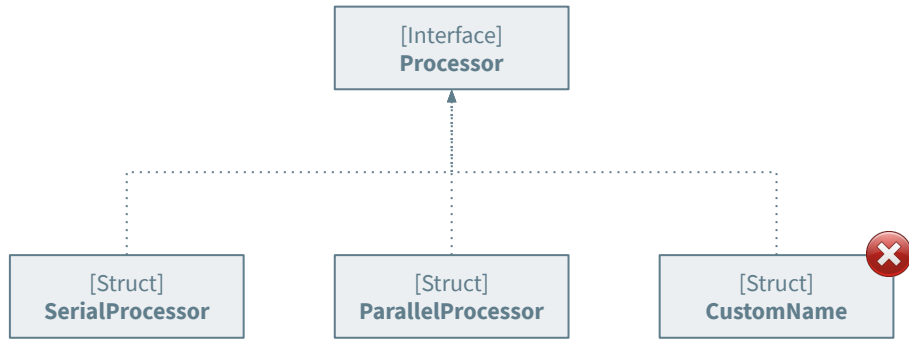 [Interface]
Processor
[Struct]
SerialProcessor
[Struct]
ParallelProcessor
[Struct]
CustomName